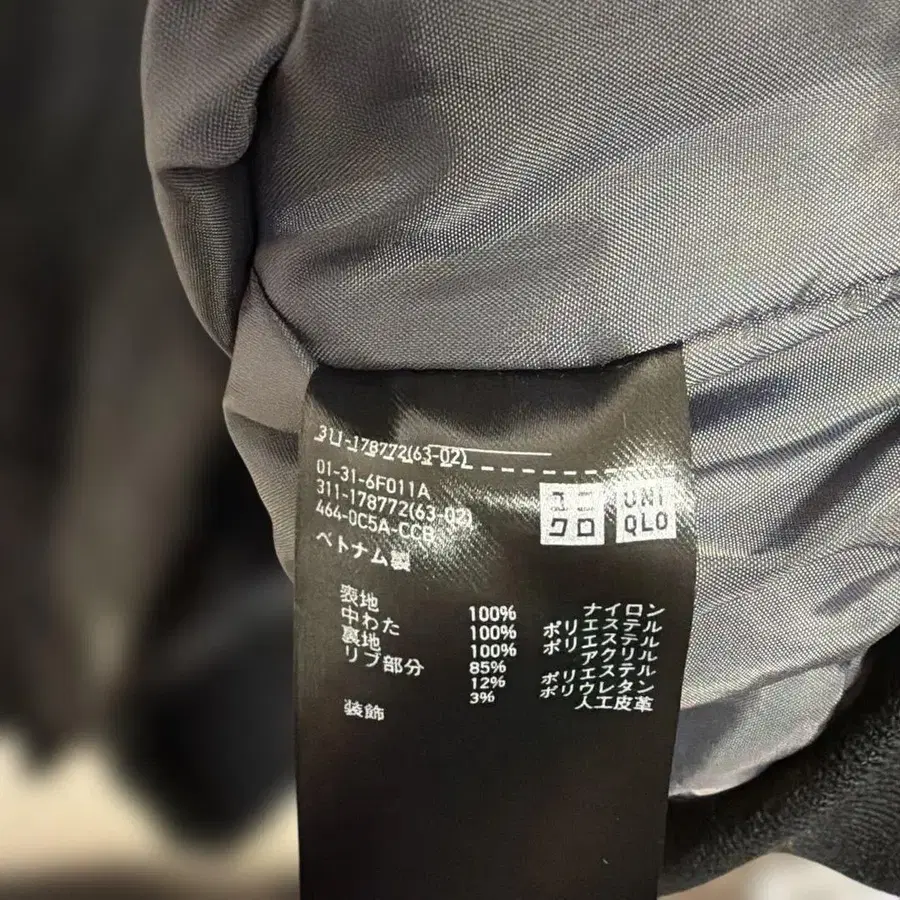 311-178772(63-02)
01-31-6F011A
311-178772(63-02)
464-0C5A-CCB
ユニ
クロ
UNI
QLO
ベトナム製
表地 100% ナイロン
中わた 100% ポリエステル
裏地 100% ポリエステル
リブ部分 85% アクリル
12% ポリエステル
3% ポリウレタン
装飾 人工皮革